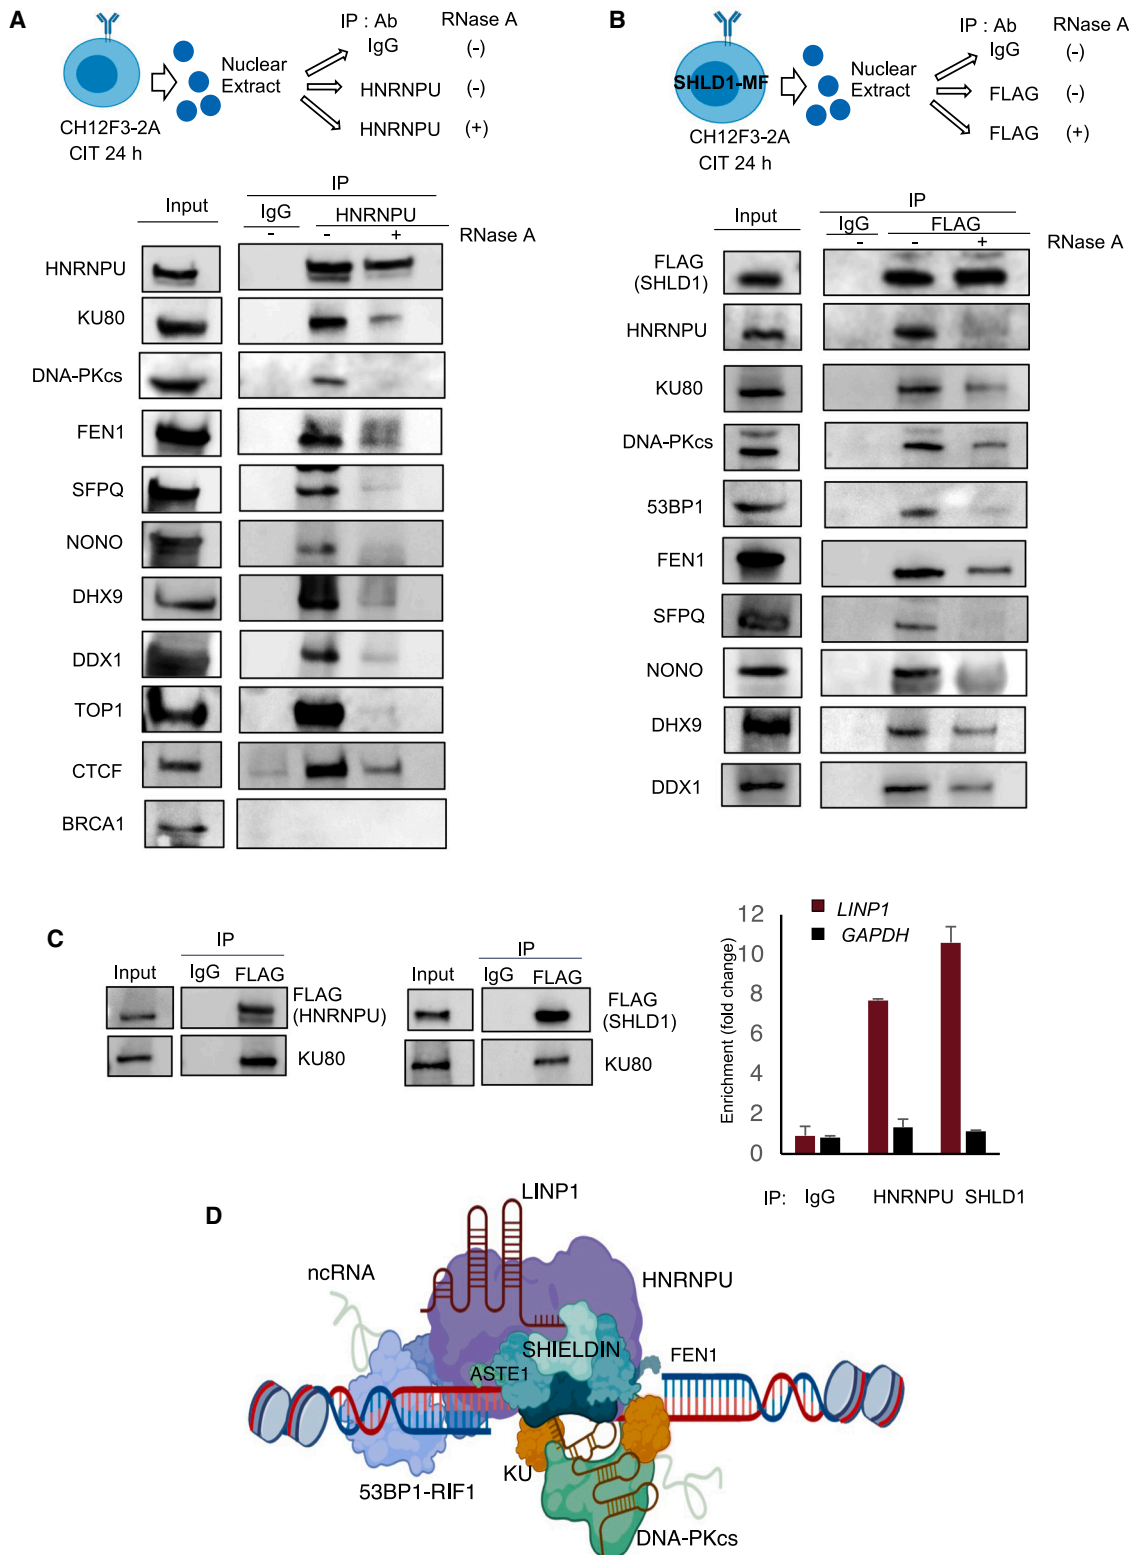 A
IP : Ab
RNase A
IgG
(-)
Nuclear
Extract
HNRNPU
(-)
HNRNPU
(+)
CH12F3-2A
CIT 24 h
IP
Input
IgG
HNRNPU
-
-
+
RNase A
HNRNPU
KU80
DNA-PKcs
FEN1
SFPQ
NONO
DHX9
DDX1
TOP1
CTCF
BRCA1
B
IP : Ab
RNase A
IgG
(-)
SHLD1-MF
Nuclear
Extract
FLAG
(-)
FLAG
(+)
CH12F3-2A
CIT 24 h
IP
Input
IgG
FLAG
-
-
+
RNase A
FLAG
(SHLD1)
HNRNPU
KU80
DNA-PKcs
53BP1
FEN1
SFPQ
NONO
DHX9
DDX1
C
IP
Input
IgG
FLAG
FLAG
(HNRNPU)
KU80
IP
Input
IgG
FLAG
FLAG
(SHLD1)
KU80
LINP1
GAPDH
Enrichment (fold change)
12
10
8
6
4
2
0
IP:
IgG
HNRNPU
SHLD1
D
LINP1
ncRNA
HNRNPU
SHIELDIN
ASTE1
FEN1
KU
53BP1-RIF1
DNA-PKcs